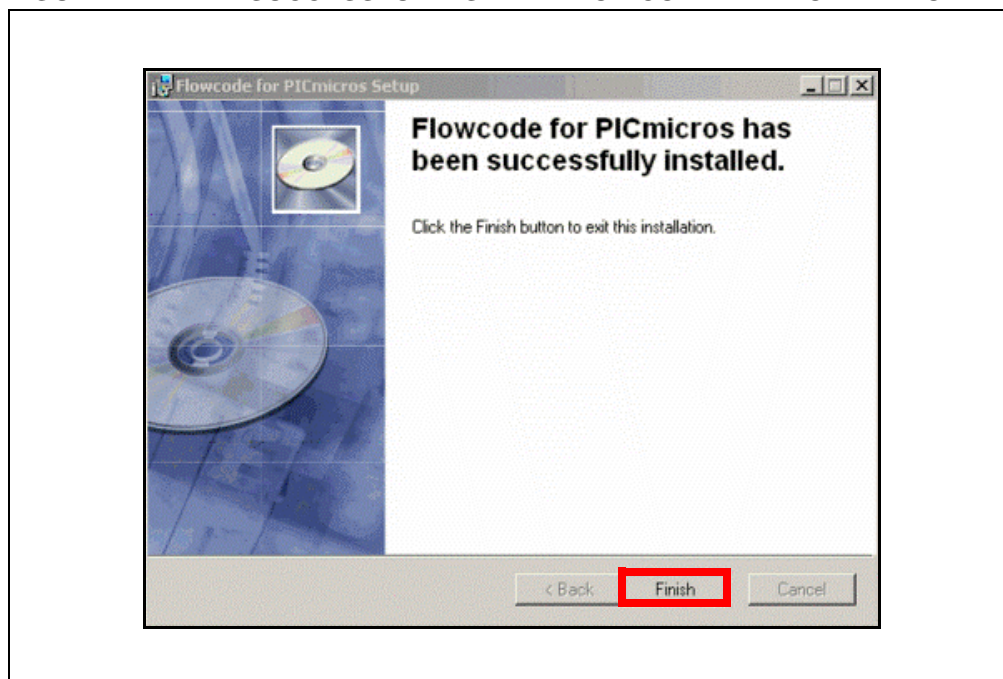 Flowcode for PICmicros Setup
Flowcode for PICmicros has
been successfully installed.
Click the Finish button to exit this installation.
< Back Finish Cancel